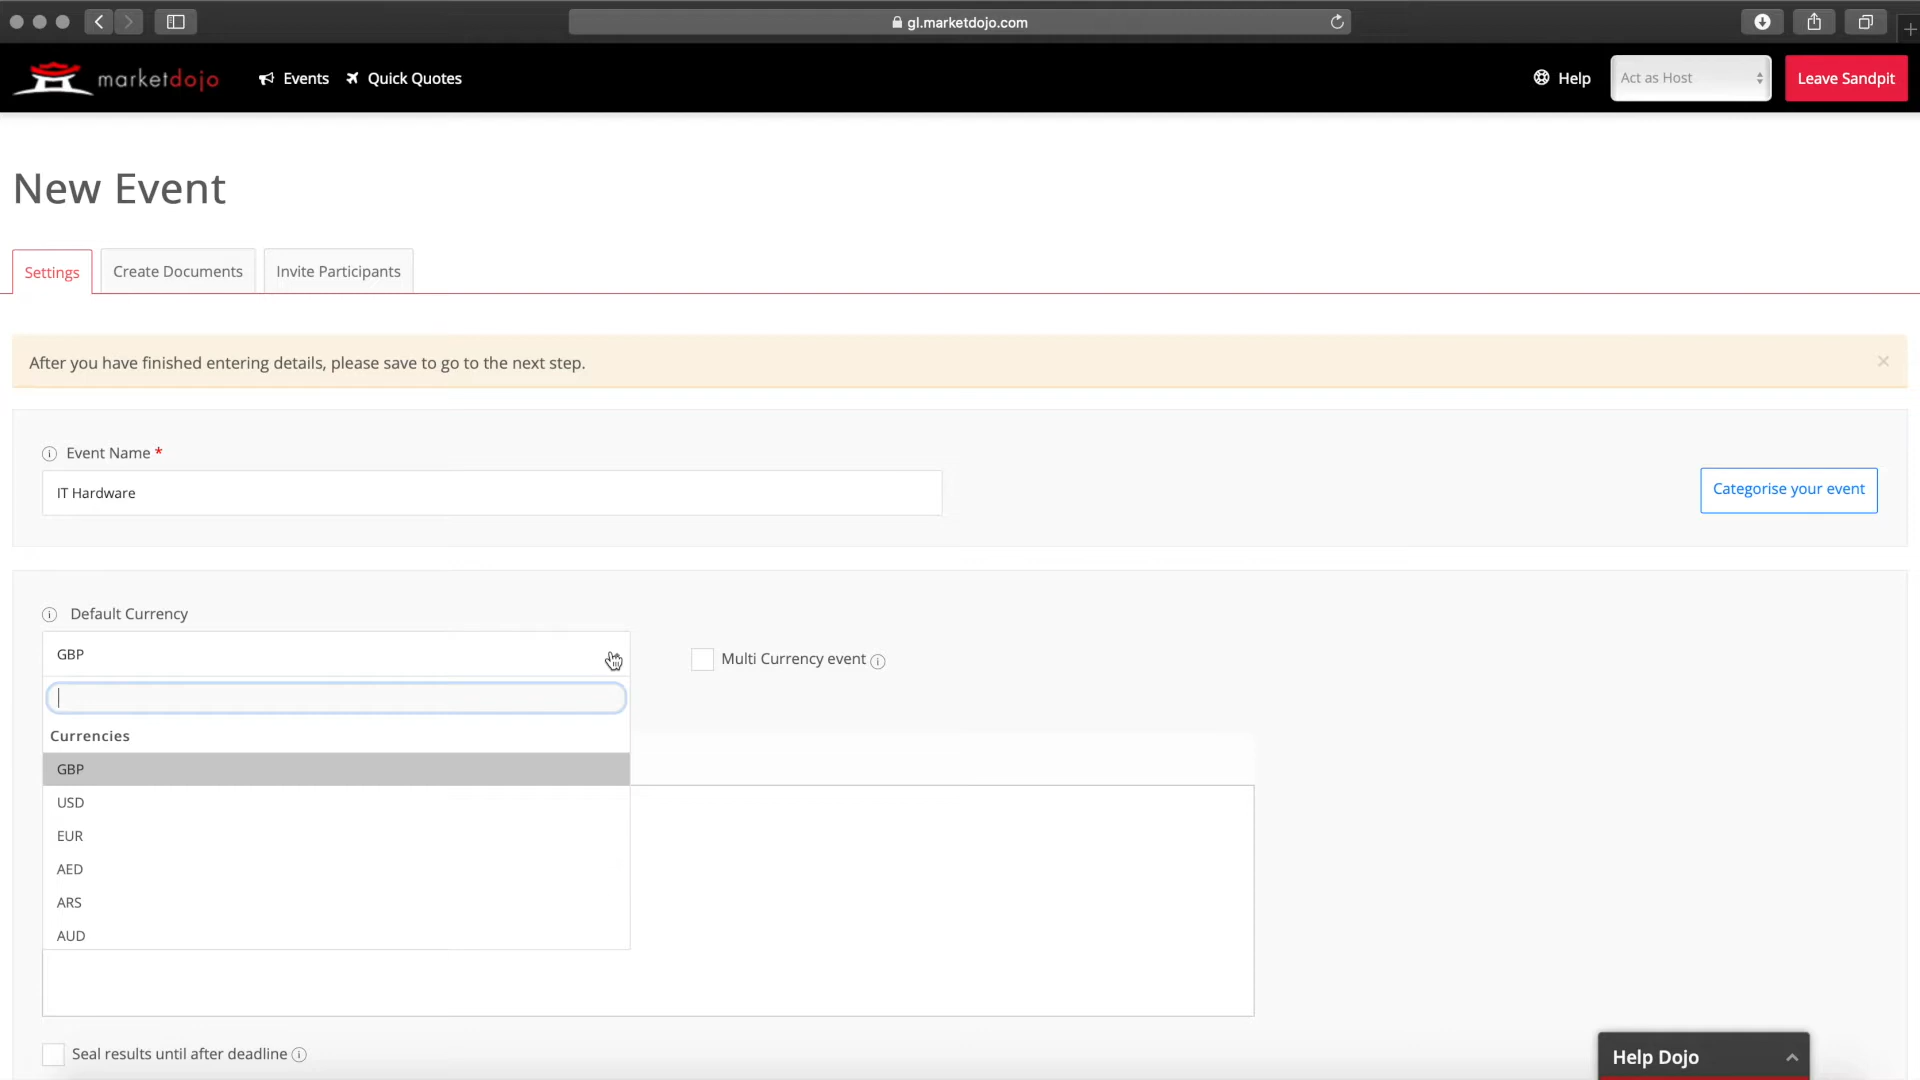 gl.marketdojo.com
marketdojo
Events
Quick Quotes
Help
Act as Host
Leave Sandpit
New Event
Settings
Create Documents
Invite Participants
After you have finished entering details, please save to go to the next step.
Event Name *
IT Hardware
Categorise your event
Default Currency
GBP
Multi Currency event
Currencies
GBP
USD
EUR
AED
ARS
AUD
Seal results until after deadline
Help Dojo